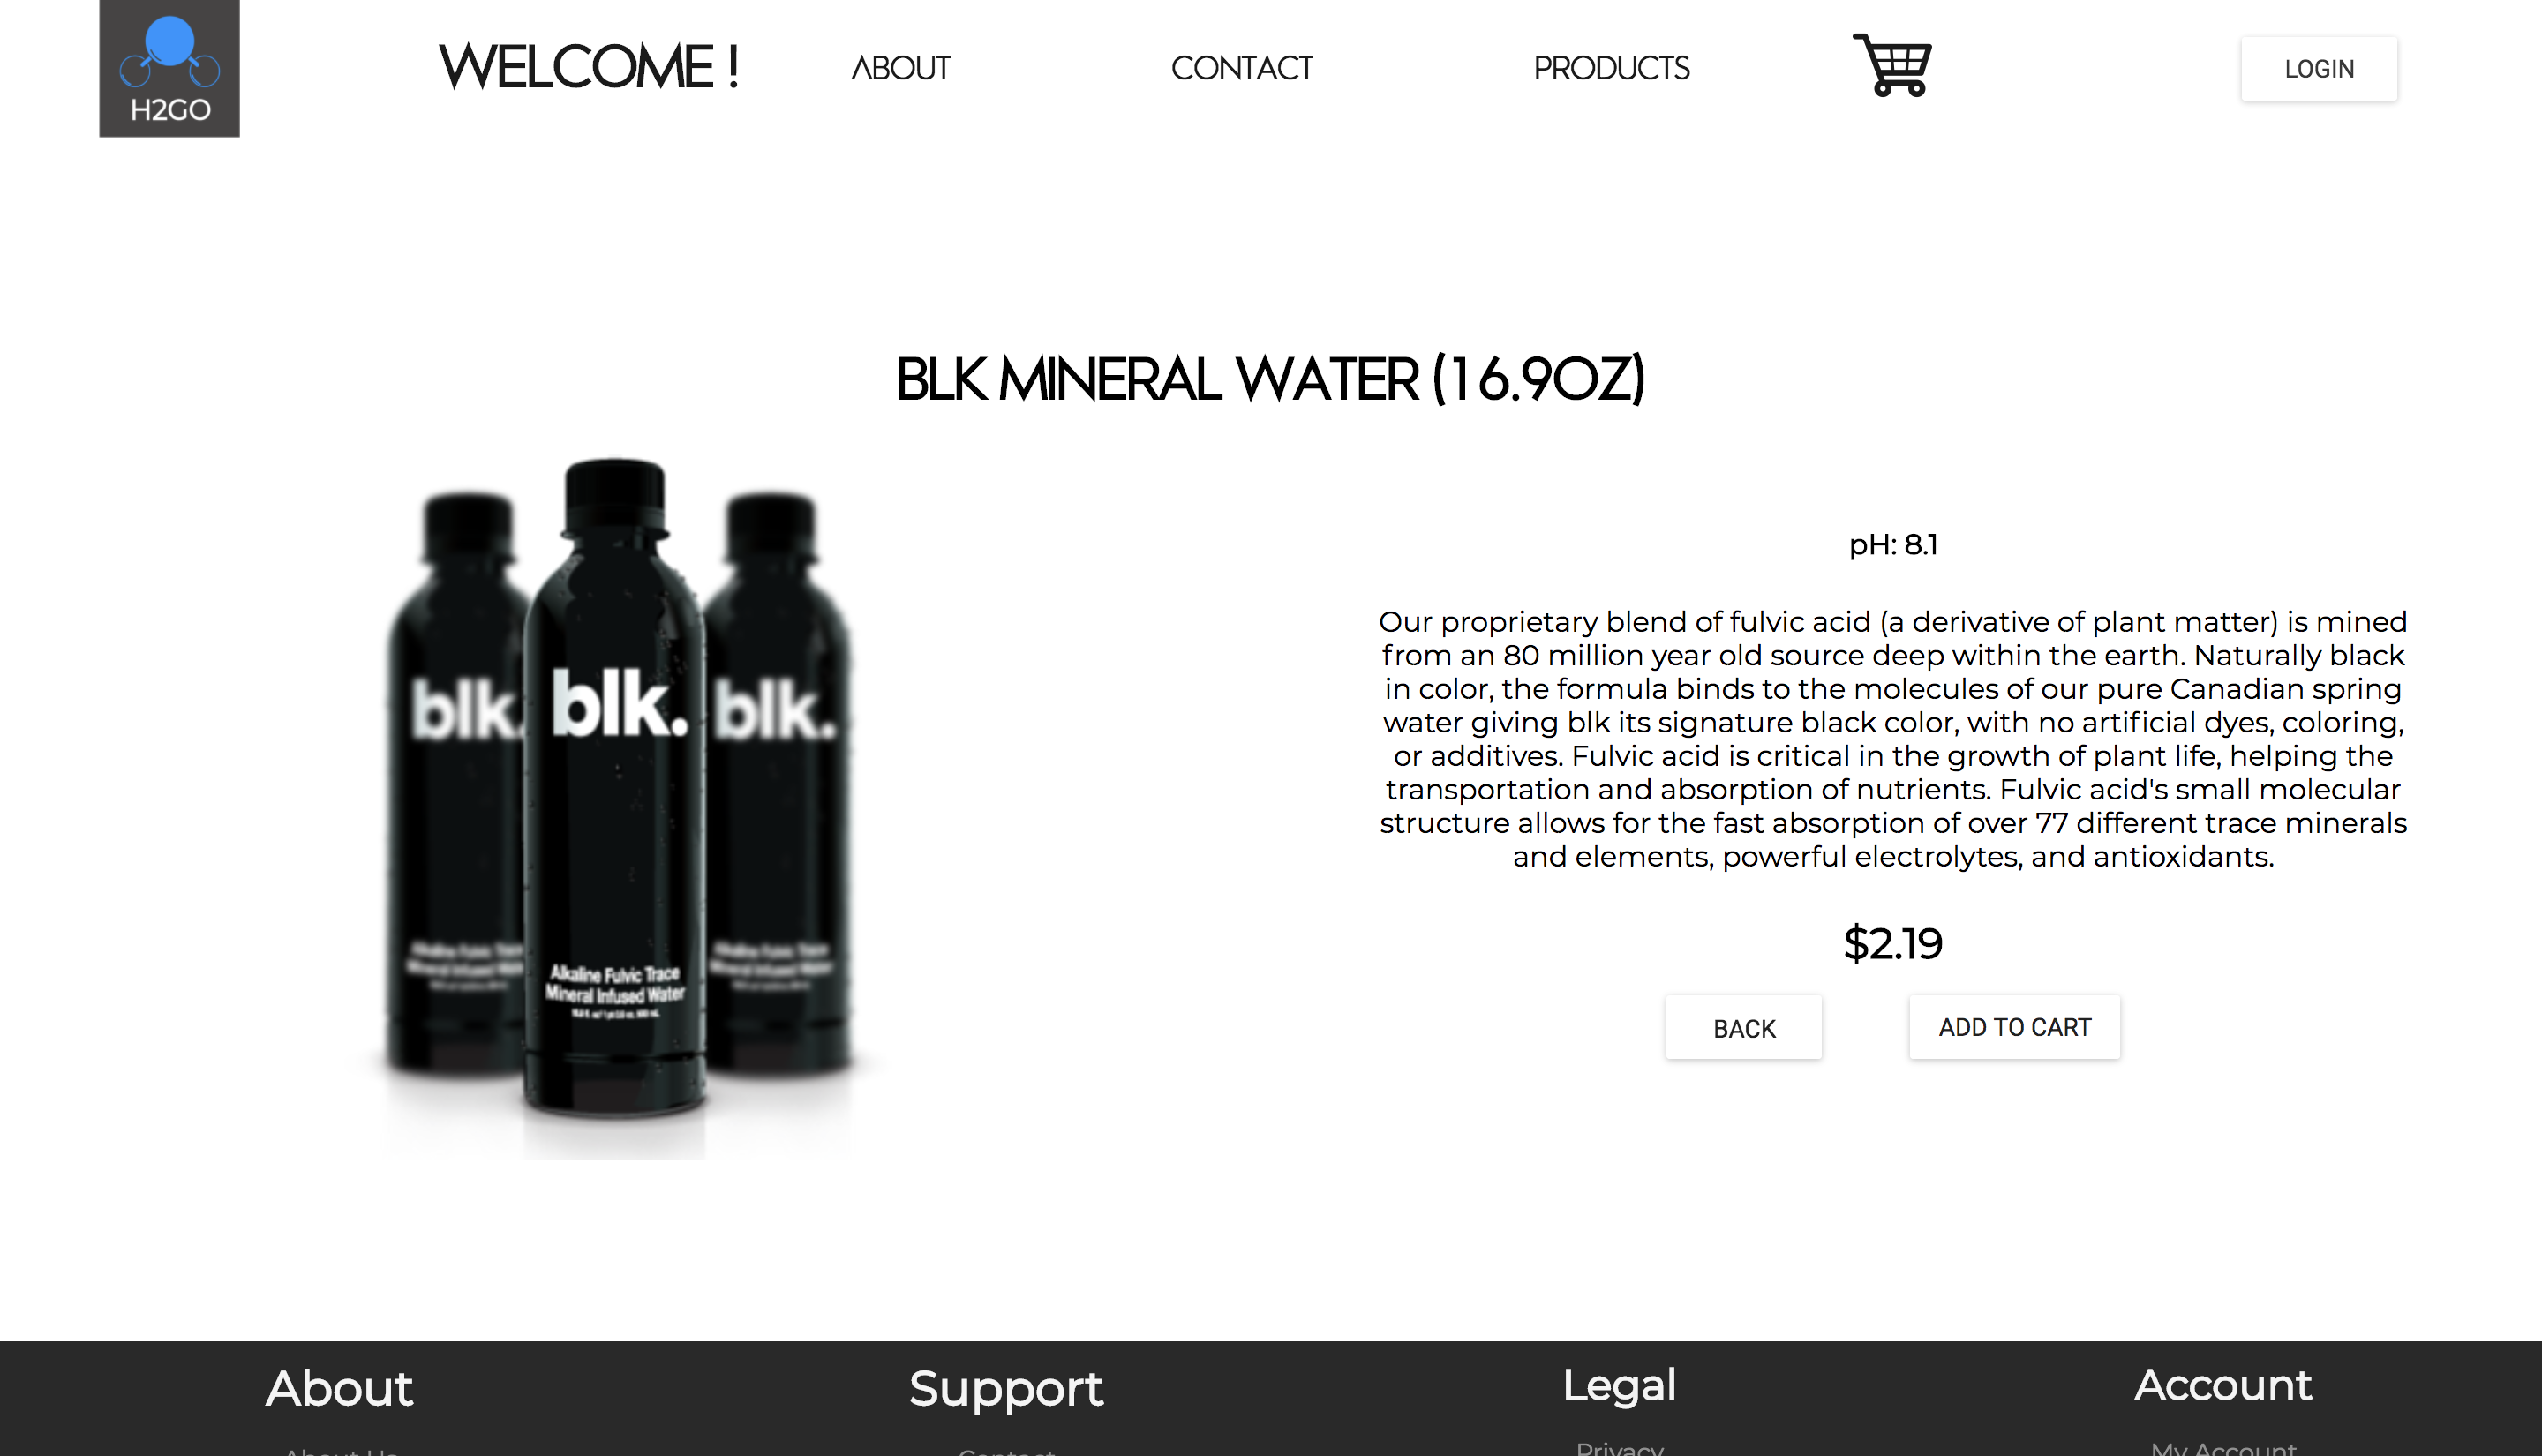 H2GO
WELCOME !
ABOUT
CONTACT
PRODUCTS
LOGIN
BLK MINERAL WATER (16.9OZ)
blk.
blk.
blk.
Alkaline Fulvic Trace
Mineral Infused Water
pH: 8.1
Our proprietary blend of fulvic acid (a derivative of plant matter) is mined
from an 80 million year old source deep within the earth. Naturally black
in color, the formula binds to the molecules of our pure Canadian spring
water giving blk its signature black color, with no artificial dyes, coloring,
or additives. Fulvic acid is critical in the growth of plant life, helping the
transportation and absorption of nutrients. Fulvic acid's small molecular
structure allows for the fast absorption of over 77 different trace minerals
and elements, powerful electrolytes, and antioxidants.
$2.19
BACK
ADD TO CART
About
Support
Legal
Account
About Us
Contact
Privacy
My Account